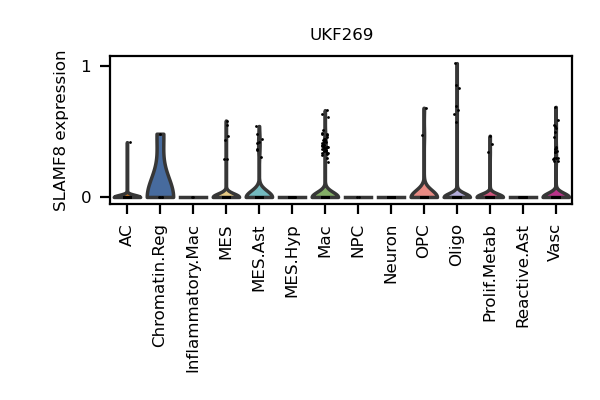 UKF269
SLAMF8 expression
1
0
AC
Chromatin.Reg
Inflammatory.Mac
MES
MES.Ast
MES.Hyp
Mac
NPC
Neuron
OPC
Oligo
Prolif.Metab
Reactive.Ast
Vasc